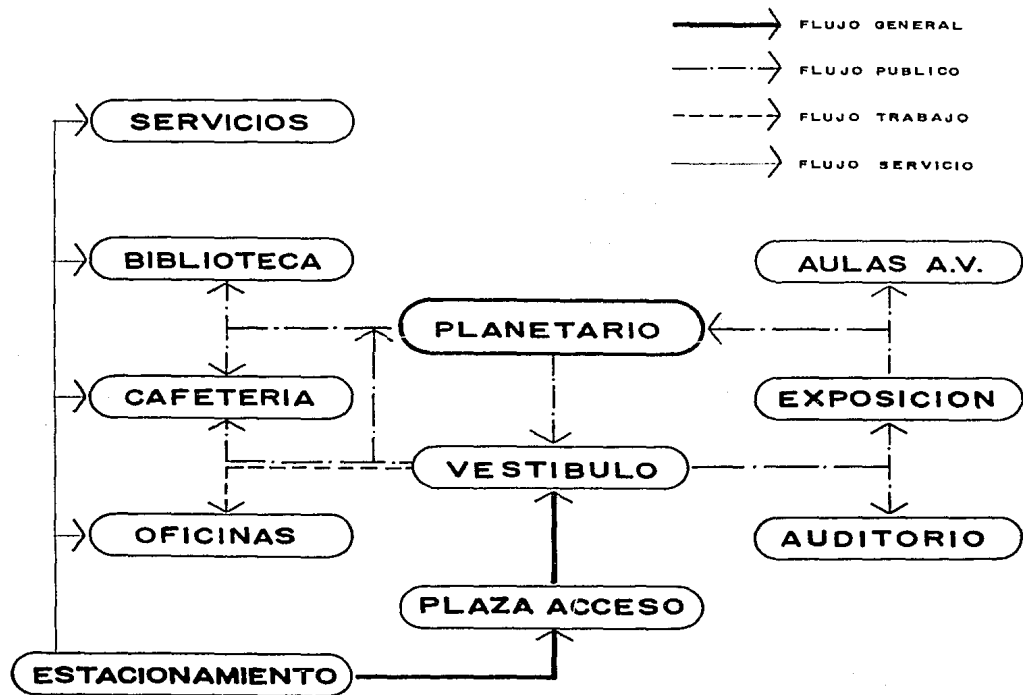 FLUJO GENERAL
FLUJO PUBLICO
FLUJO TRABAJO
FLUJO SERVICIO
SERVICIOS
BIBLIOTECA
AULAS A.V.
PLANETARIO
CAFETERIA
EXPOSICION
VESTIBULO
OFICINAS
AUDITORIO
PLAZA ACCESO
ESTACIONAMIENTO